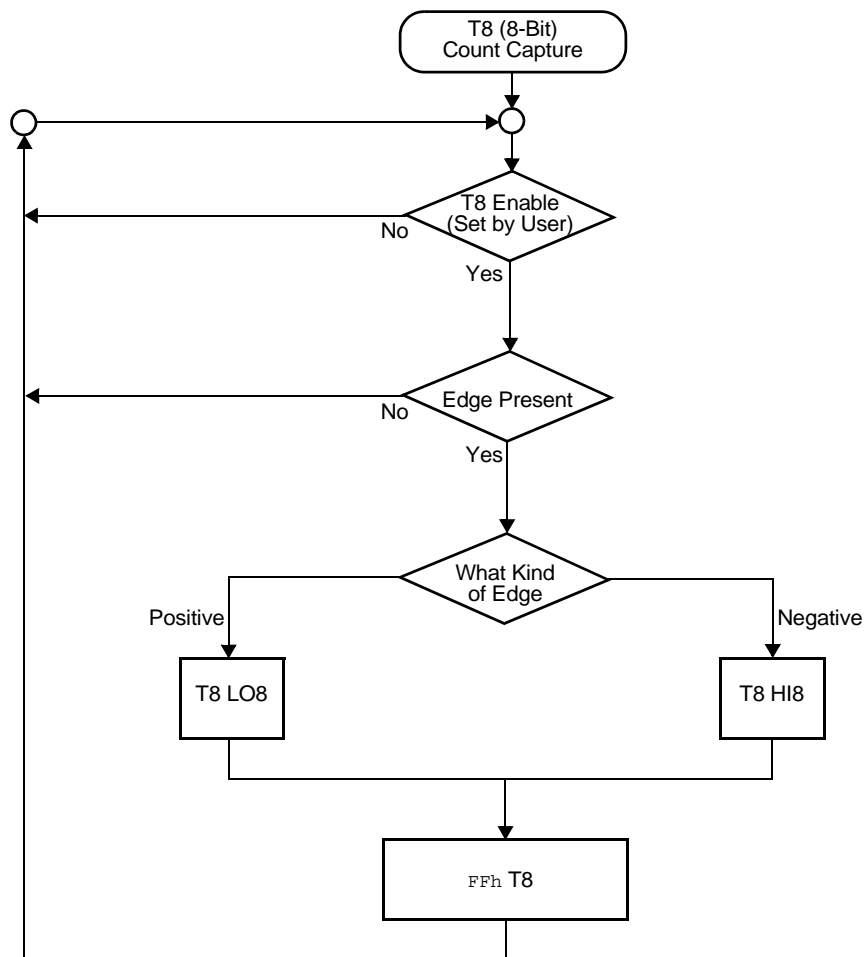 T8 (8-Bit)
Count Capture
T8 Enable
(Set by User)
No
Yes
Edge Present
No
Yes
What Kind
of Edge
Positive
Negative
T8 LO8
T8 HI8
FFh T8